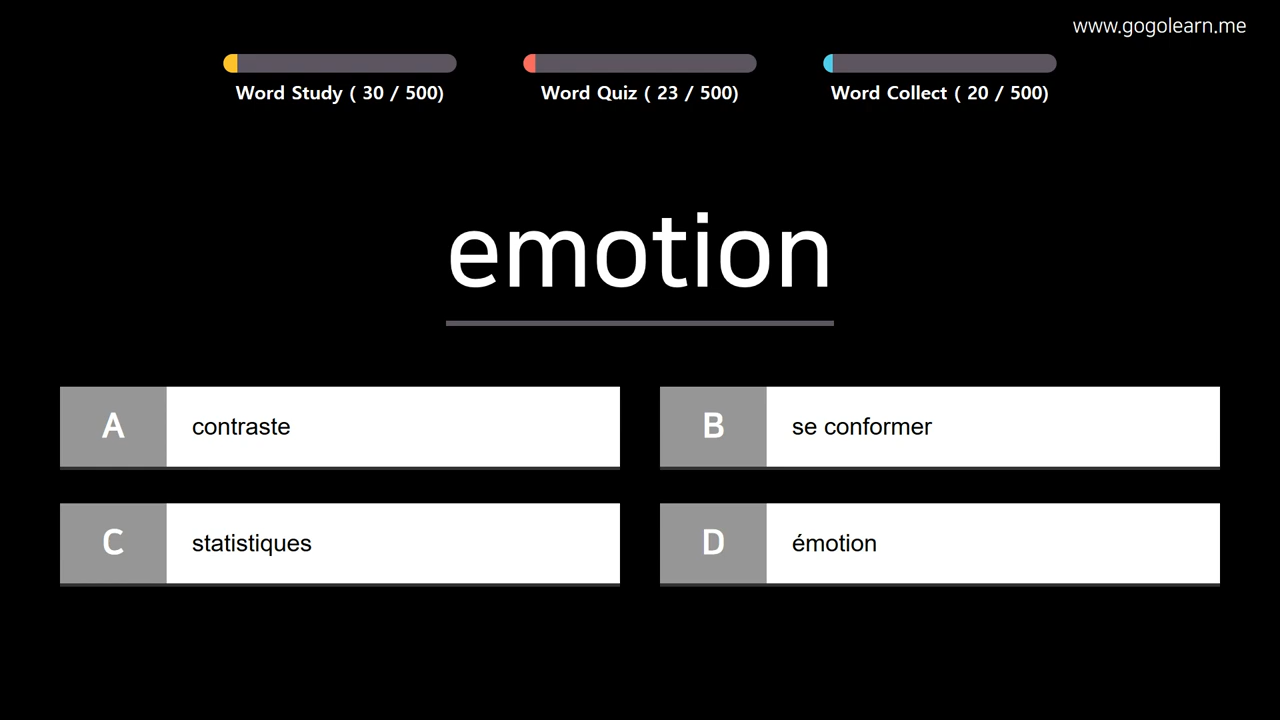 www.gogolearn.me
Word Study ( 30 / 500) Word Quiz ( 23 / 500) Word Collect ( 20 / 500)
emotion
A contraste
B se conformer
C statistiques
D émotion